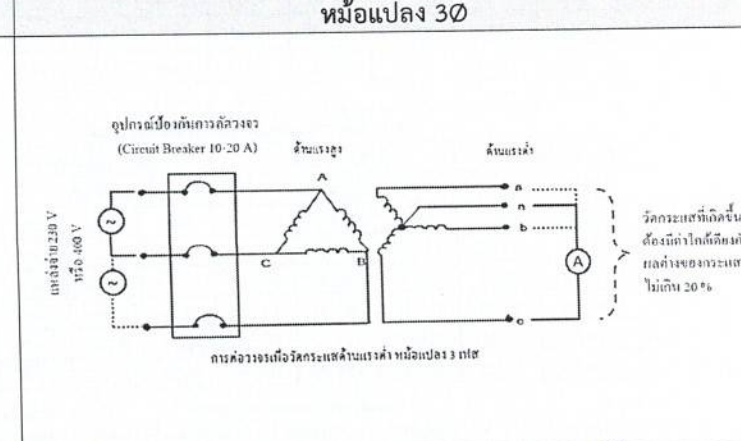 หม้อแปลง 3Ø
อุปกรณ์ป้องกันการลัดวงจร
(Circuit Breaker 10-20 A)
ด้านแรงสูง
ด้านแรงต่ำ
แหล่งจ่าย 230 V
หรือ 400 V
A
C
B
a
n
b
c
A
วัดกระแสที่เกิดขึ้น
ต้องมีค่าใกล้เคียงกั
ผลต่างของกระแส
ไม่เกิน 20 %
การต่อวงจรเพื่อวัดกระแสด้านแรงต่ำ หม้อแปลง 3 เฟส